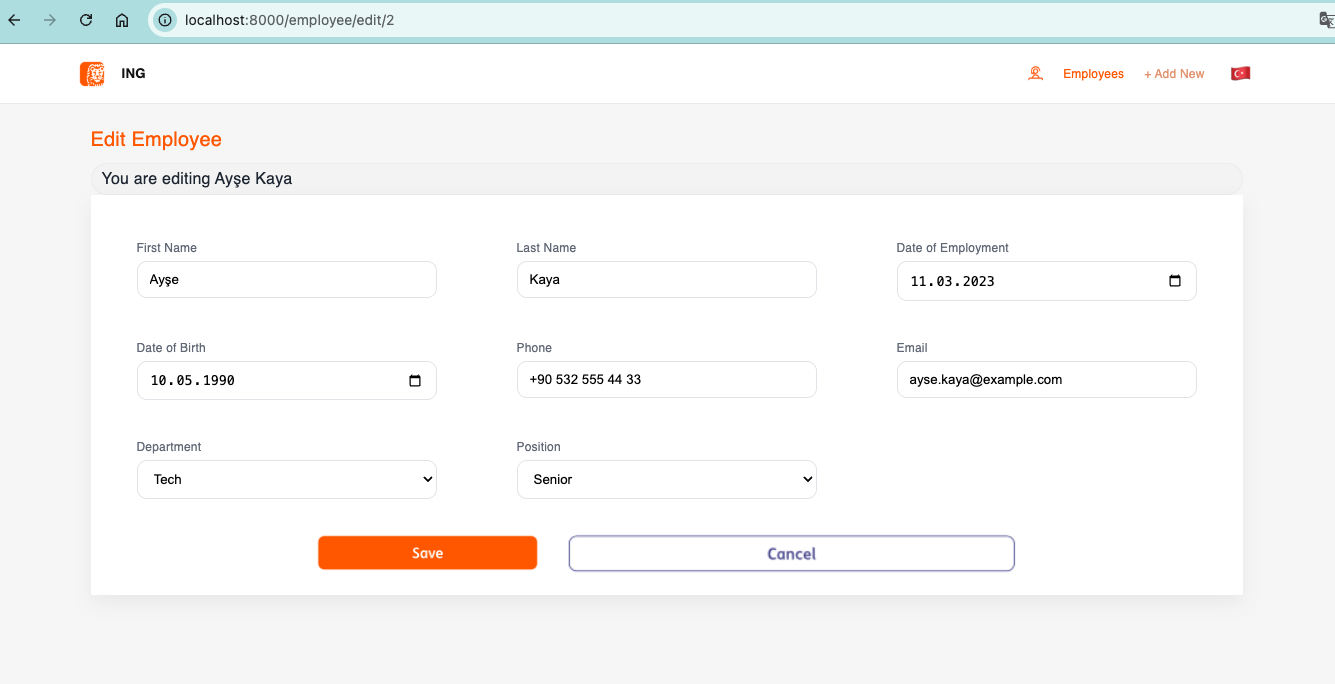 localhost:8000/employee/edit/2
ING
Employees
+ Add New
Edit Employee
You are editing Ayşe Kaya
First Name
Last Name
Date of Employment
Ayşe
Kaya
11.03.2023
Date of Birth
Phone
Email
10.05.1990
+90 532 555 44 33
ayse.kaya@example.com
Department
Position
Tech
Senior
Save
Cancel